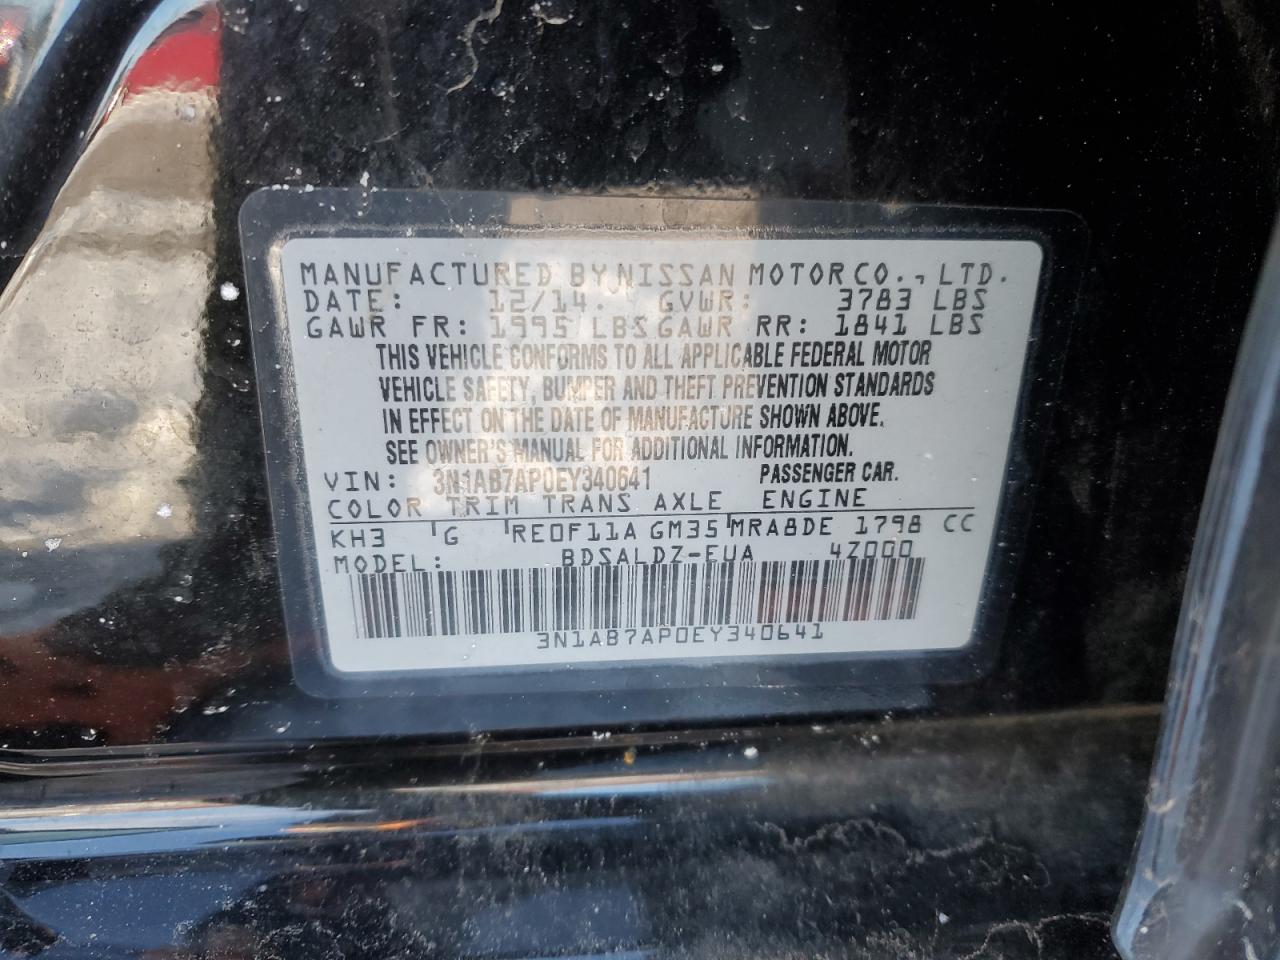 MANUFACTURED BY NISSAN MOTOR CO., LTD.
DATE: 12/14 GVWR: 3783 LBS
GAWR FR: 1995 LBS GAWR RR: 1841 LBS
THIS VEHICLE CONFORMS TO ALL APPLICABLE FEDERAL MOTOR
VEHICLE SAFETY, BUMPER AND THEFT PREVENTION STANDARDS
IN EFFECT ON THE DATE OF MANUFACTURE SHOWN ABOVE.
SEE OWNER'S MANUAL FOR ADDITIONAL INFORMATION.
VIN: 3N1AB7AP0EY340641 PASSENGER CAR.
COLOR TRIM TRANS AXLE ENGINE
KH3 G RE0F11A GM35 MRA8DE 1798 CC
MODEL: BDSALDZ-EUA 4Z000
3N1AB7AP0EY340641